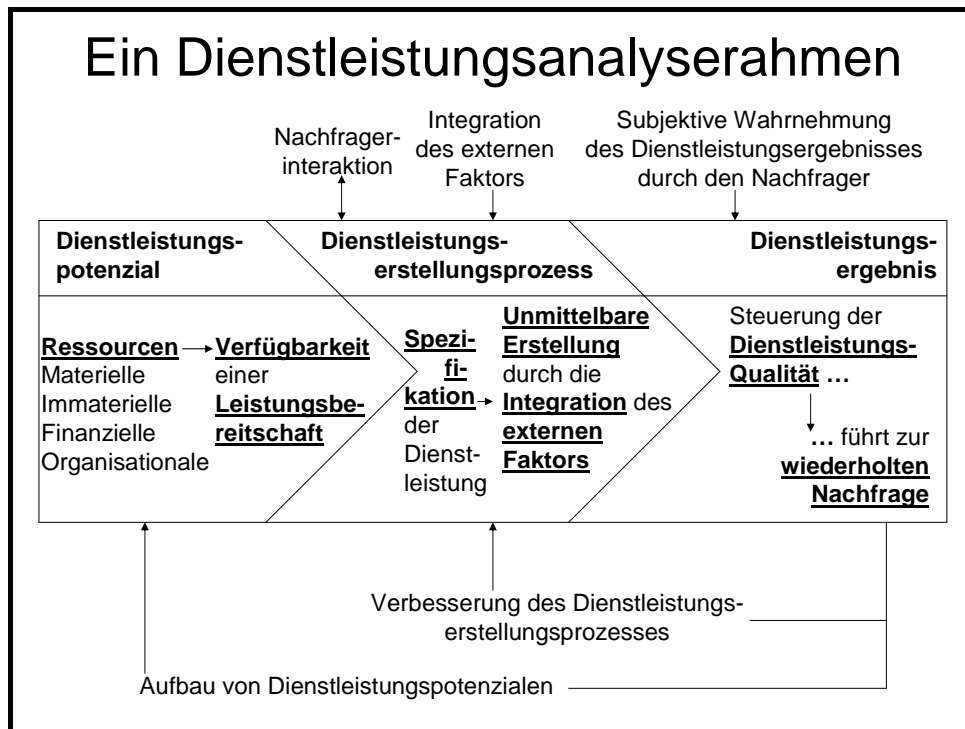 Ein Dienstleistungsanalyserahmen
Nachfrager-
interaktion
Integration
des externen
Faktors
Subjektive Wahrnehmung
des Dienstleistungsergebnisses
durch den Nachfrager
Dienstleistungs-
potenzial
Dienstleistungs-
erstellungsprozess
Dienstleistungs-
ergebnis
Ressourcen
Materielle
Immaterielle
Finanzielle
Organisationale
Verfügbarkeit
einer
Leistungsbe-
reitschaft
Spezi-
fi-
kation
der
Dienst-
leistung
Unmittelbare
Erstellung
durch die
Integration des
externen
Faktors
Steuerung der
Dienstleistungs-
Qualität ...
... führt zur
wiederholten
Nachfrage
Verbesserung des Dienstleistungs-
erstellungsprozesses
Aufbau von Dienstleistungspotenzialen